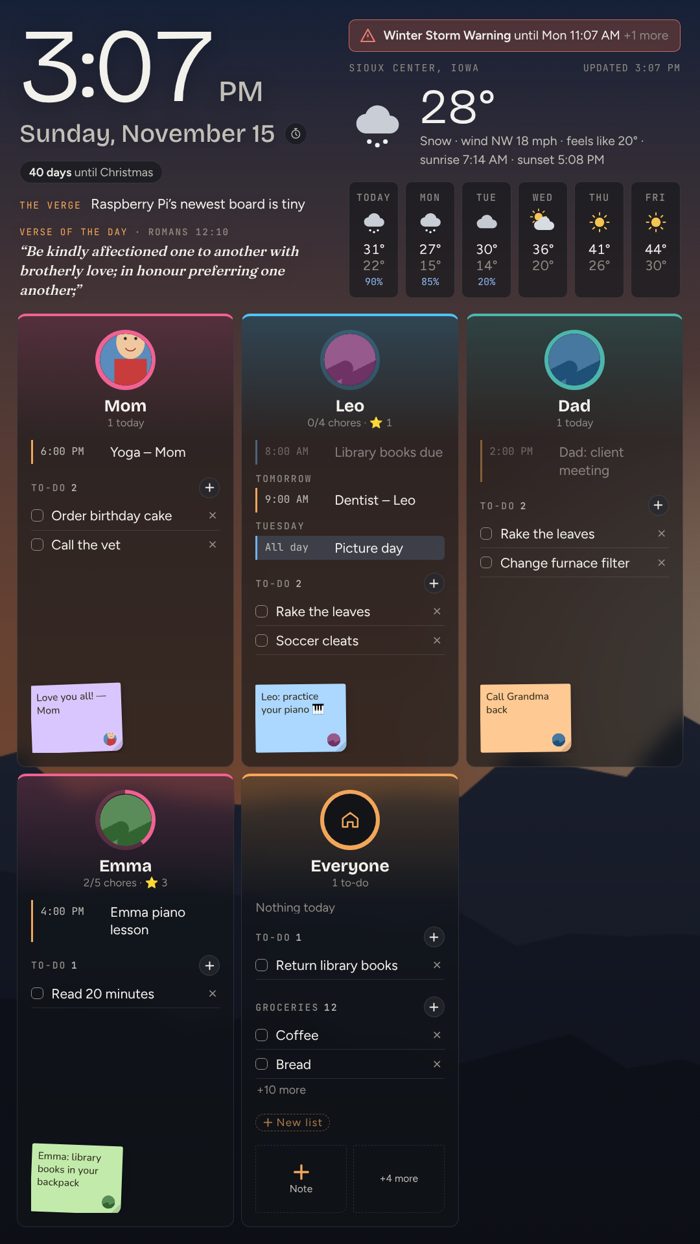 3:07 PM
Sunday, November 15
40 days until Christmas
THE VERGE Raspberry Pi’s newest board is tiny
VERSE OF THE DAY · ROMANS 12:10
“Be kindly affectioned one to another with
brotherly love; in honour preferring one
another;”
Winter Storm Warning until Mon 11:07 AM +1 more
SIOUX CENTER, IOWA UPDATED 3:07 PM
28°
Snow · wind NW 18 mph · feels like 20° ·
sunrise 7:14 AM · sunset 5:08 PM
TODAY MON TUE WED THU FRI
31° 27° 30° 36° 41° 44°
22° 15° 14° 20° 26° 30°
90% 85% 20%
Mom
1 today
6:00 PM Yoga – Mom
TO-DO 2
Order birthday cake ×
Call the vet ×
Love you all! —
Mom
Leo
0/4 chores · ⭐ 1
8:00 AM Library books due
TOMORROW
9:00 AM Dentist – Leo
TUESDAY
All day Picture day
TO-DO 2
Rake the leaves ×
Soccer cleats ×
Leo: practice
your piano 🎹
Dad
1 today
2:00 PM Dad: client
meeting
TO-DO 2
Rake the leaves ×
Change furnace filter ×
Call Grandma
back
Emma
2/5 chores · ⭐ 3
4:00 PM Emma piano
lesson
TO-DO 1
Read 20 minutes ×
Emma: library
books in your
backpack
Everyone
1 to-do
Nothing today
TO-DO 1
Return library books ×
GROCERIES 12
Coffee ×
Bread ×
+10 more
+ New list
+
Note
+4 more